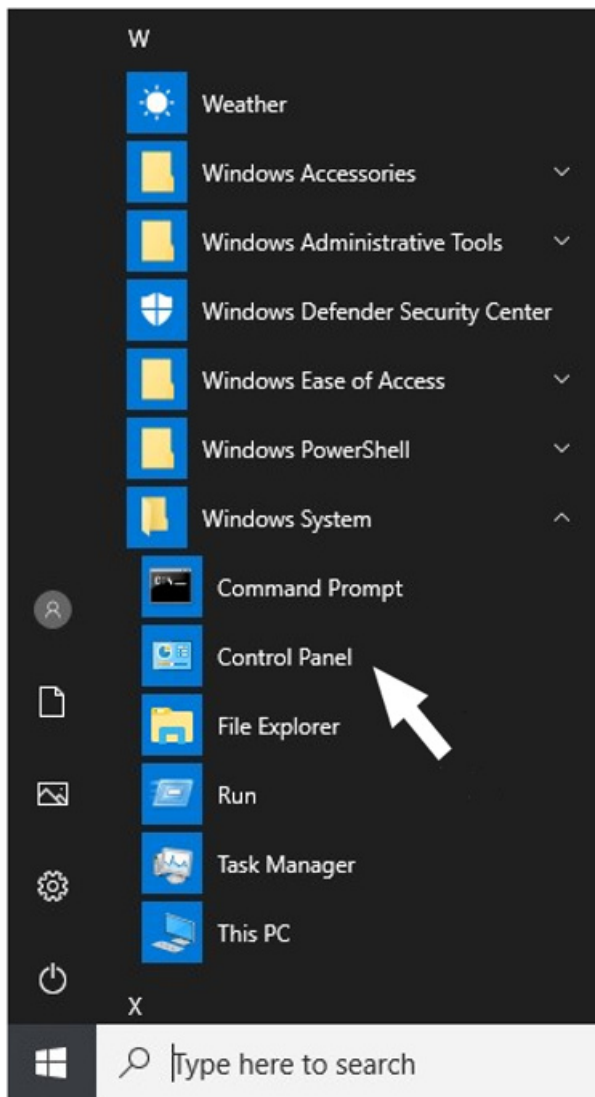 W
Weather
Windows Accessories
Windows Administrative Tools
Windows Defender Security Center
Windows Ease of Access
Windows PowerShell
Windows System
Command Prompt
Control Panel
File Explorer
Run
Task Manager
This PC
X
Type here to search